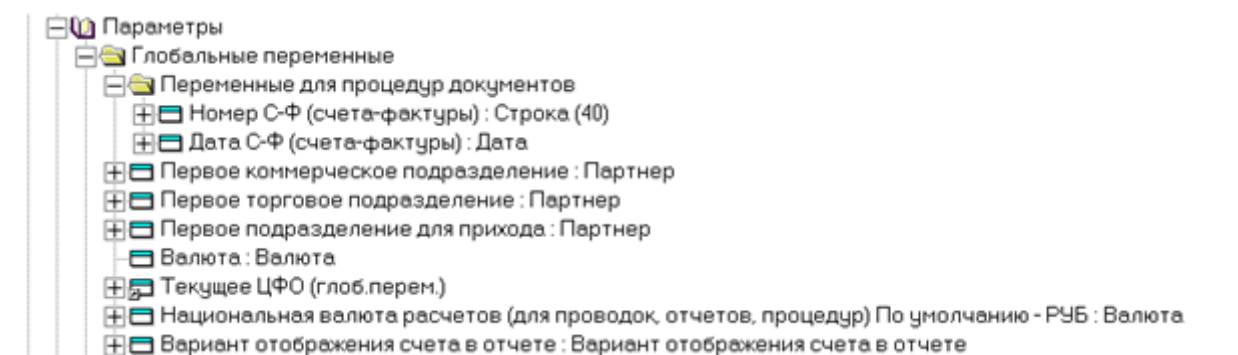 Параметры
Глобальные переменные
Переменные для процедур документов
Номер С-Ф (счета-фактуры) : Строка (40)
Дата С-Ф (счета-фактуры) : Дата
Первое коммерческое подразделение : Партнер
Первое торговое подразделение : Партнер
Первое подразделение для прихода : Партнер
Валюта : Валюта
Текущее ЦФО (глоб.перем.)
Национальная валюта расчетов (для проводок, отчетов, процедур) По умолчанию - РУБ : Валюта
Вариант отображения счета в отчете : Вариант отображения счета в отчете